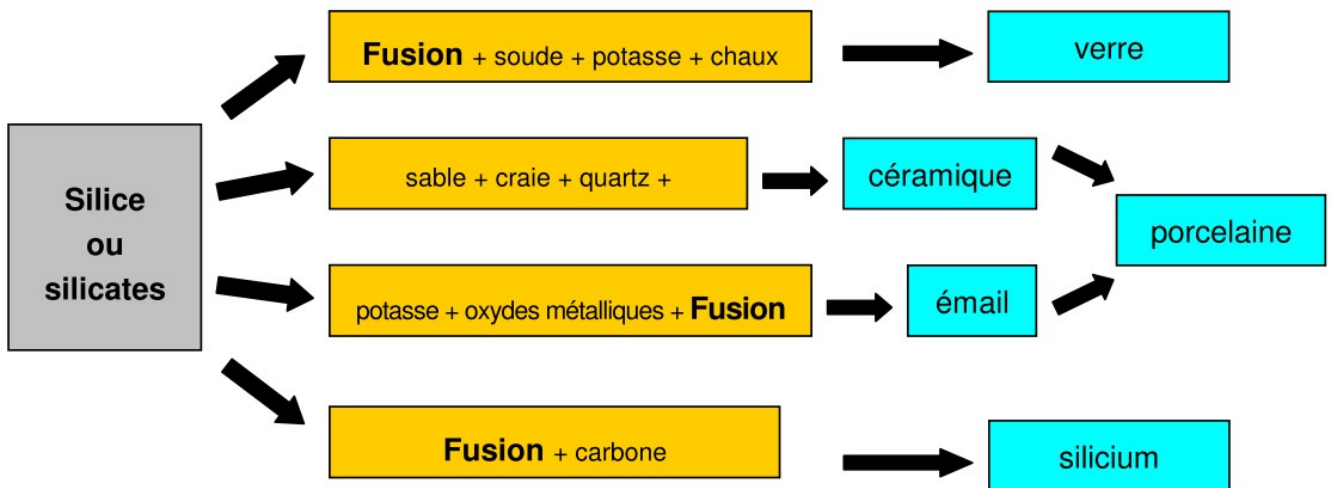 Fusion + soude + potasse + chaux
verre
Silice
ou
silicates
sable + craie + quartz +
céramique
porcelaine
potasse + oxydes métalliques + Fusion
émail
Fusion + carbone
silicium